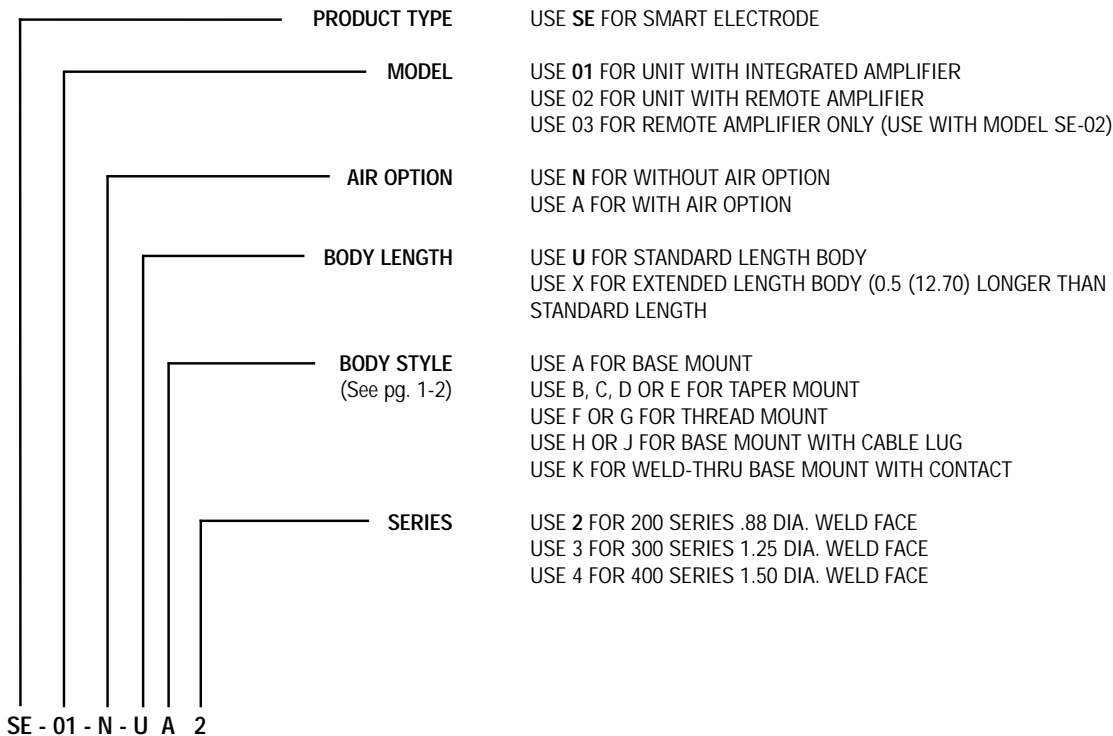 PRODUCT TYPE USE SE FOR SMART ELECTRODE
MODEL USE 01 FOR UNIT WITH INTEGRATED AMPLIFIER
USE 02 FOR UNIT WITH REMOTE AMPLIFIER
USE 03 FOR REMOTE AMPLIFIER ONLY (USE WITH MODEL SE-02)
AIR OPTION USE N FOR WITHOUT AIR OPTION
USE A FOR WITH AIR OPTION
BODY LENGTH USE U FOR STANDARD LENGTH BODY
USE X FOR EXTENDED LENGTH BODY (0.5 (12.70) LONGER THAN
STANDARD LENGTH
BODY STYLE USE A FOR BASE MOUNT
(See pg. 1-2) USE B, C, D OR E FOR TAPER MOUNT
USE F OR G FOR THREAD MOUNT
USE H OR J FOR BASE MOUNT WITH CABLE LUG
USE K FOR WELD-THRU BASE MOUNT WITH CONTACT
SERIES USE 2 FOR 200 SERIES .88 DIA. WELD FACE
USE 3 FOR 300 SERIES 1.25 DIA. WELD FACE
USE 4 FOR 400 SERIES 1.50 DIA. WELD FACE
SE - 01 - N - U A 2